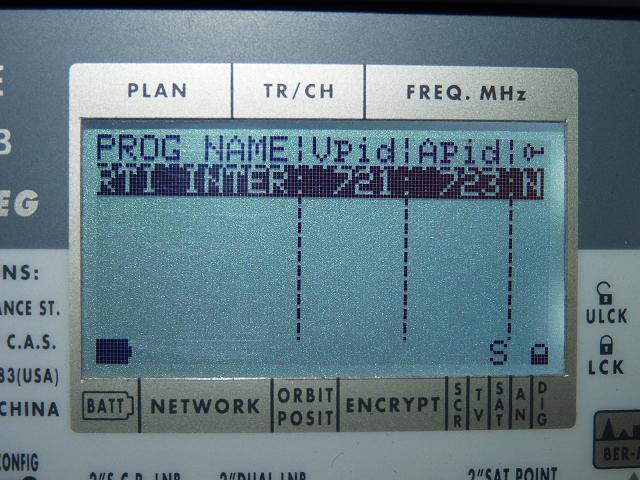 PLAN TR/CH FREQ. MHz
PROG NAME Vpid Apid
RTI INTER 721 723 N
EG
NS:
ANCE ST.
C.A.S.
B3(USA)
CHINA
ONFIG
S
ULCK
LCK
BATT NETWORK ORBIT POSIT ENCRYPT SCR TV SAT AN DIG
BER-
2"S.C.R. LNB 2"DUAL LNB 2"SAT POINT